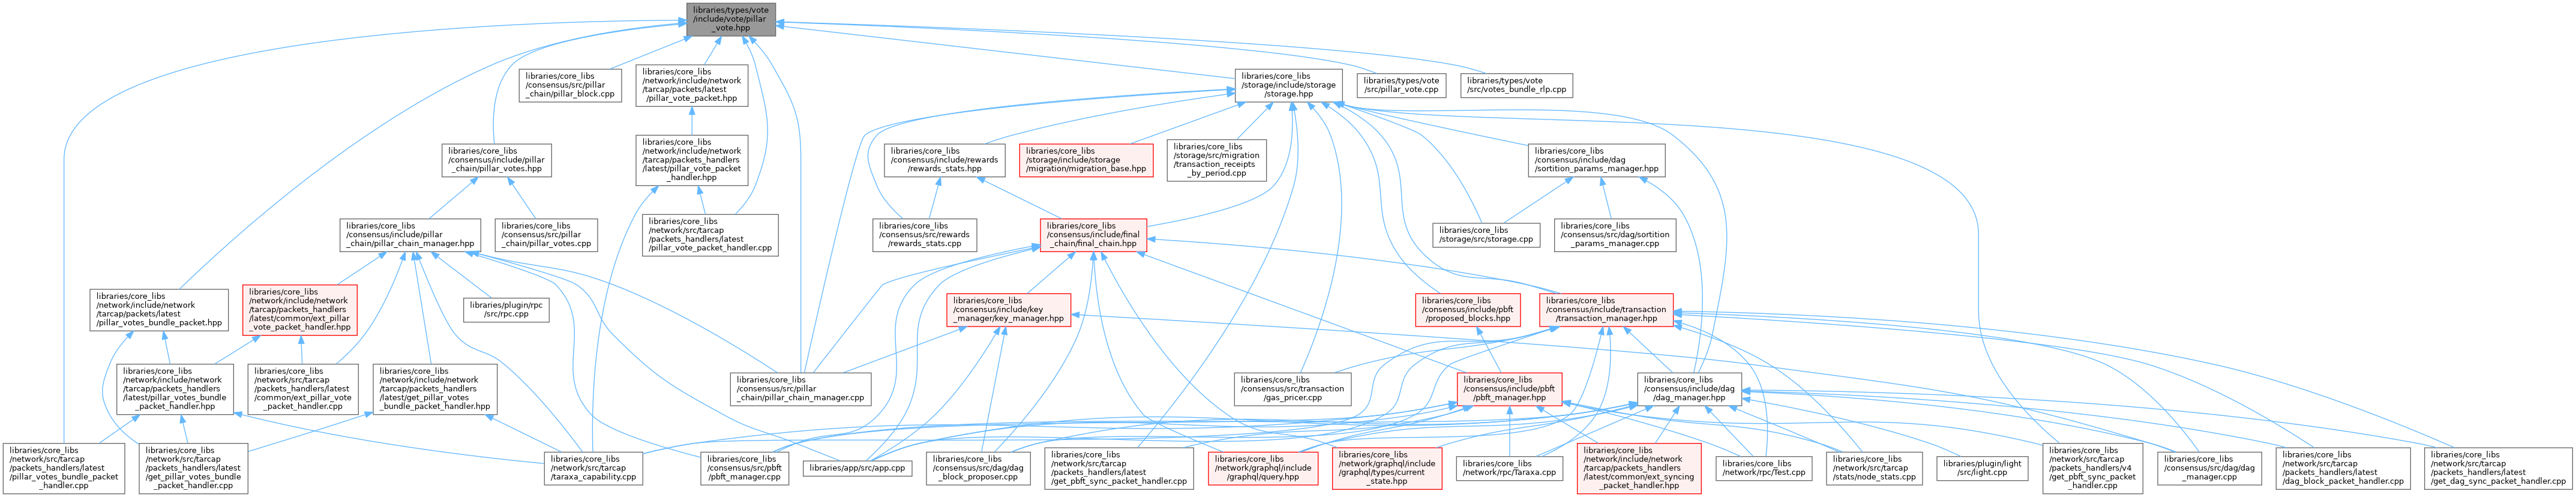 libraries/types/vote
/include/vote/pillar
_vote.hpp
libraries/core_libs
/consensus/src/pillar
_chain/pillar_block.cpp
libraries/core_libs
/network/include/network
/tarcap/packets/latest
/pillar_vote_packet.hpp
libraries/core_libs
/storage/include/storage
/storage.hpp
libraries/types/vote
/src/pillar_vote.cpp
libraries/types/vote
/src/votes_bundle_rlp.cpp
libraries/core_libs
/consensus/include/pillar
_chain/pillar_votes.hpp
libraries/core_libs
/network/include/network
/tarcap/packets_handlers
/latest/pillar_vote_packet
_handler.hpp
libraries/core_libs
/consensus/include/rewards
/rewards_stats.hpp
libraries/core_libs
/storage/include/storage
/migration/migration_base.hpp
libraries/core_libs
/storage/src/migration
/transaction_receipts
_by_period.cpp
libraries/core_libs
/consensus/include/dag
/sortition_params_manager.hpp
libraries/core_libs
/consensus/include/pillar
_chain/pillar_chain_manager.hpp
libraries/core_libs
/consensus/src/pillar
_chain/pillar_votes.cpp
libraries/core_libs
/network/src/tarcap
/packets_handlers/latest
/pillar_vote_packet_handler.cpp
libraries/core_libs
/consensus/src/rewards
/rewards_stats.cpp
libraries/core_libs
/consensus/include/final
_chain/final_chain.hpp
libraries/core_libs
/storage/src/storage.cpp
libraries/core_libs
/consensus/src/dag/sortition
_params_manager.cpp
libraries/core_libs
/network/include/network
/tarcap/packets/latest
/pillar_votes_bundle_packet.hpp
libraries/core_libs
/network/include/network
/tarcap/packets_handlers
/latest/common/ext_pillar
_vote_packet_handler.hpp
libraries/plugin/rpc
/src/rpc.cpp
libraries/core_libs
/consensus/include/key
_manager/key_manager.hpp
libraries/core_libs
/consensus/include/pbft
/proposed_blocks.hpp
libraries/core_libs
/consensus/include/transaction
/transaction_manager.hpp
libraries/core_libs
/network/include/network
/tarcap/packets_handlers
/latest/pillar_votes_bundle
_packet_handler.hpp
libraries/core_libs
/network/src/tarcap
/packets_handlers/latest
/common/ext_pillar_vote
_packet_handler.cpp
libraries/core_libs
/network/include/network
/tarcap/packets_handlers
/latest/get_pillar_votes
_bundle_packet_handler.hpp
libraries/core_libs
/consensus/src/pillar
_chain/pillar_chain_manager.cpp
libraries/core_libs
/consensus/src/transaction
/gas_pricer.cpp
libraries/core_libs
/consensus/include/pbft
/pbft_manager.hpp
libraries/core_libs
/consensus/include/dag
/dag_manager.hpp
libraries/core_libs
/network/src/tarcap
/packets_handlers/latest
/pillar_votes_bundle_packet
_handler.cpp
libraries/core_libs
/network/src/tarcap
/packets_handlers/latest
/get_pillar_votes_bundle
_packet_handler.cpp
libraries/core_libs
/network/src/tarcap
/taraxa_capability.cpp
libraries/core_libs
/consensus/src/pbft
/pbft_manager.cpp
libraries/app/src/app.cpp
libraries/core_libs
/consensus/src/dag/dag
_block_proposer.cpp
libraries/core_libs
/network/src/tarcap
/packets_handlers/latest
/get_pbft_sync_packet_handler.cpp
libraries/core_libs
/network/graphql/include
/graphql/query.hpp
libraries/core_libs
/network/graphql/include
/graphql/types/current
_state.hpp
libraries/core_libs
/network/rpc/Taraxa.cpp
libraries/core_libs
/network/include/network
/tarcap/packets_handlers
/latest/common/ext_syncing
_packet_handler.hpp
libraries/core_libs
/network/rpc/Test.cpp
libraries/core_libs
/network/src/tarcap
/stats/node_stats.cpp
libraries/plugin/light
/src/light.cpp
libraries/core_libs
/network/src/tarcap
/packets_handlers/v4
/get_pbft_sync_packet
_handler.cpp
libraries/core_libs
/consensus/src/dag/dag
_manager.cpp
libraries/core_libs
/network/src/tarcap
/packets_handlers/latest
/dag_block_packet_handler.cpp
libraries/core_libs
/network/src/tarcap
/packets_handlers/latest
/get_dag_sync_packet_handler.cpp